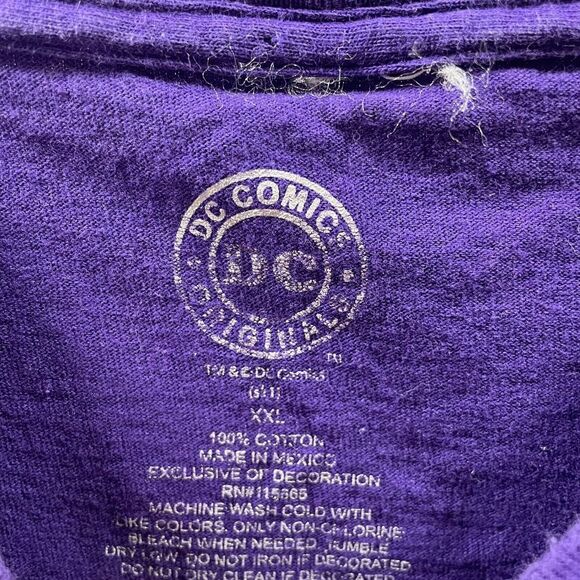 DC COMICS
DC
ORIGINALS
TM
TM & © DC Comics
(s11)
XXL
100% COTTON
MADE IN MEXICO
EXCLUSIVE OF DECORATION
RN#115665
MACHINE WASH COLD WITH
LIKE COLORS. ONLY NON-CHLORINE
BLEACH WHEN NEEDED. TUMBLE
DRY LOW. DO NOT IRON IF DECORATED
DO NOT DRY CLEAN IF DECORATED